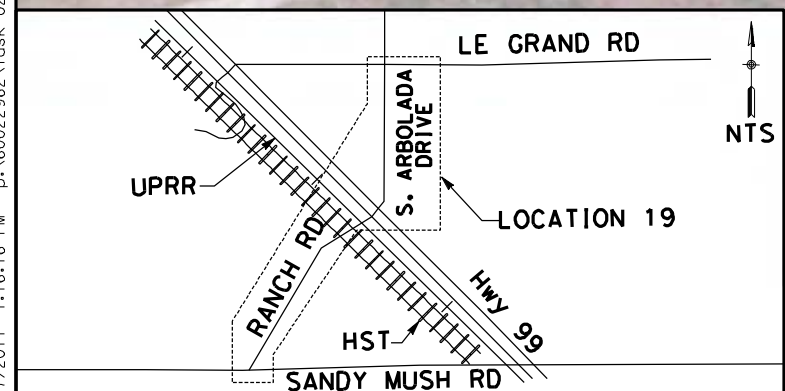 LE GRAND RD
NTS
S. ARBOLADA
DRIVE
UPRR
LOCATION 19
RANCH RD
Hwy 99
HST
SANDY MUSH RD